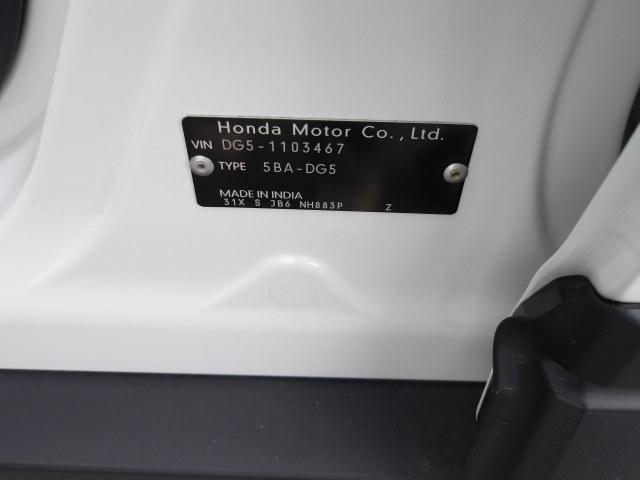 Honda Motor Co., Ltd.
VIN DG5-1103467
TYPE 5BA-DG5
MADE IN INDIA
31X S JB6 NH883P Z